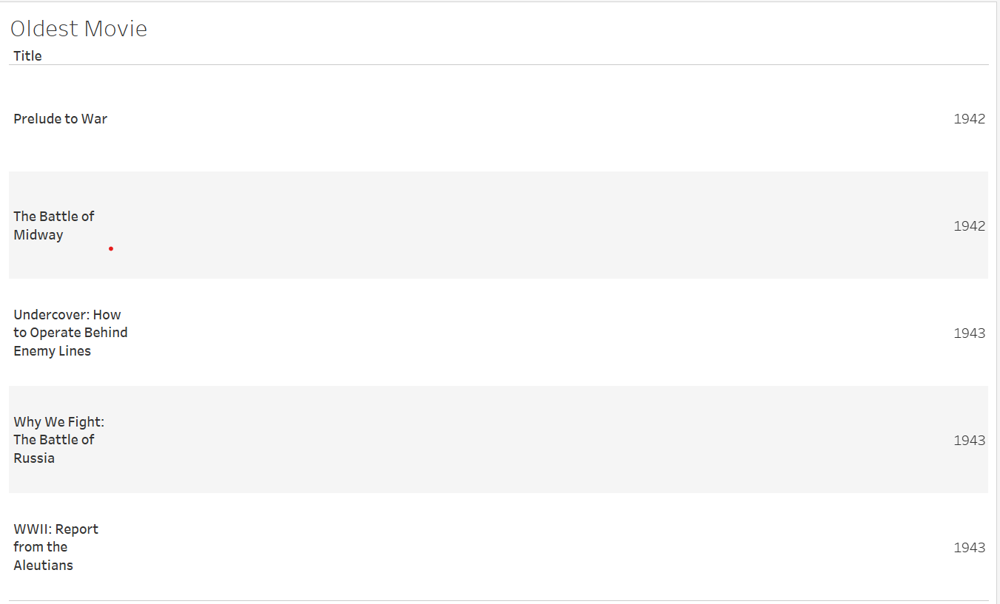 Oldest Movie
Title
Prelude to War 1942
The Battle of
Midway
1942
Undercover: How
to Operate Behind
Enemy Lines
1943
Why We Fight:
The Battle of
Russia
1943
WWII: Report
from the
Aleutians
1943